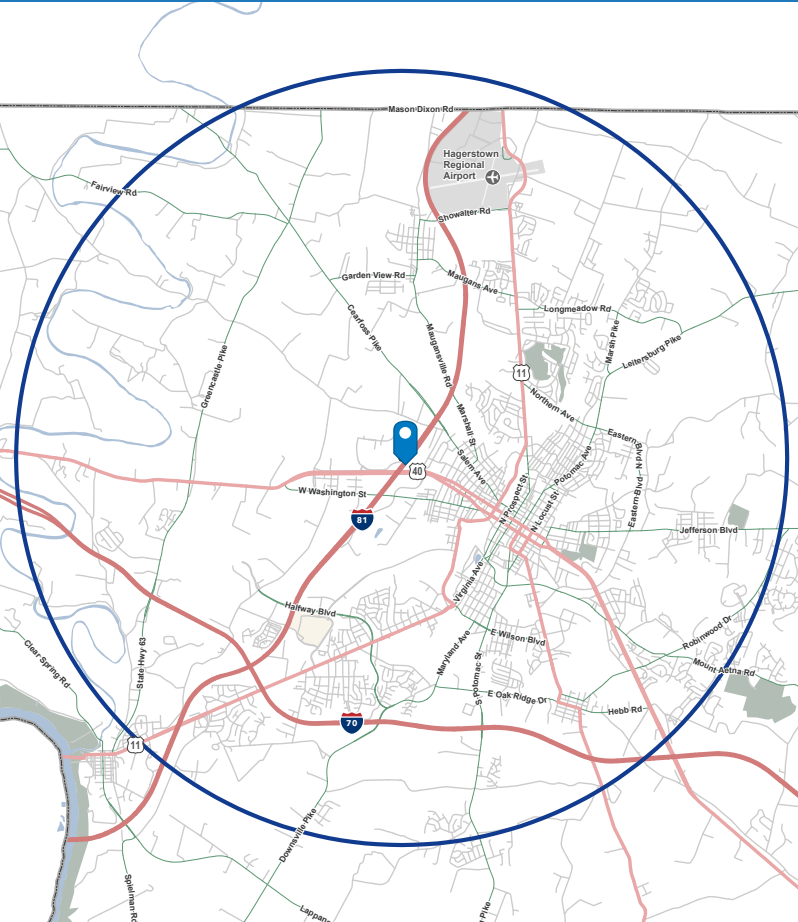 Mason Dixon Rd
Hagerstown
Regional
Airport
Fairview Rd
Showalter Rd
Garden View Rd
Maugans Ave
Longmeadow Rd
Cearfoss Pike
Maugansville Rd
Marsh Pike
Leitersburg Pike
Greencastle Pike
11
Northern Ave
Marshall St
Eastern Blvd N
Salem Ave
Potomac Ave
40
W Washington St
N Prospect St
N Locust St
Eastern Blvd
81
Jefferson Blvd
Virginia Ave
Halfway Blvd
E Wilson Blvd
Robinwood Dr
Maryland Ave
Clear Spring Rd
State Hwy 63
Mount Aetna Rd
S Potomac St
E Oak Ridge Dr
Hebb Rd
70
11
Downsville Pike
Spielman Rd
Lappans
Pike